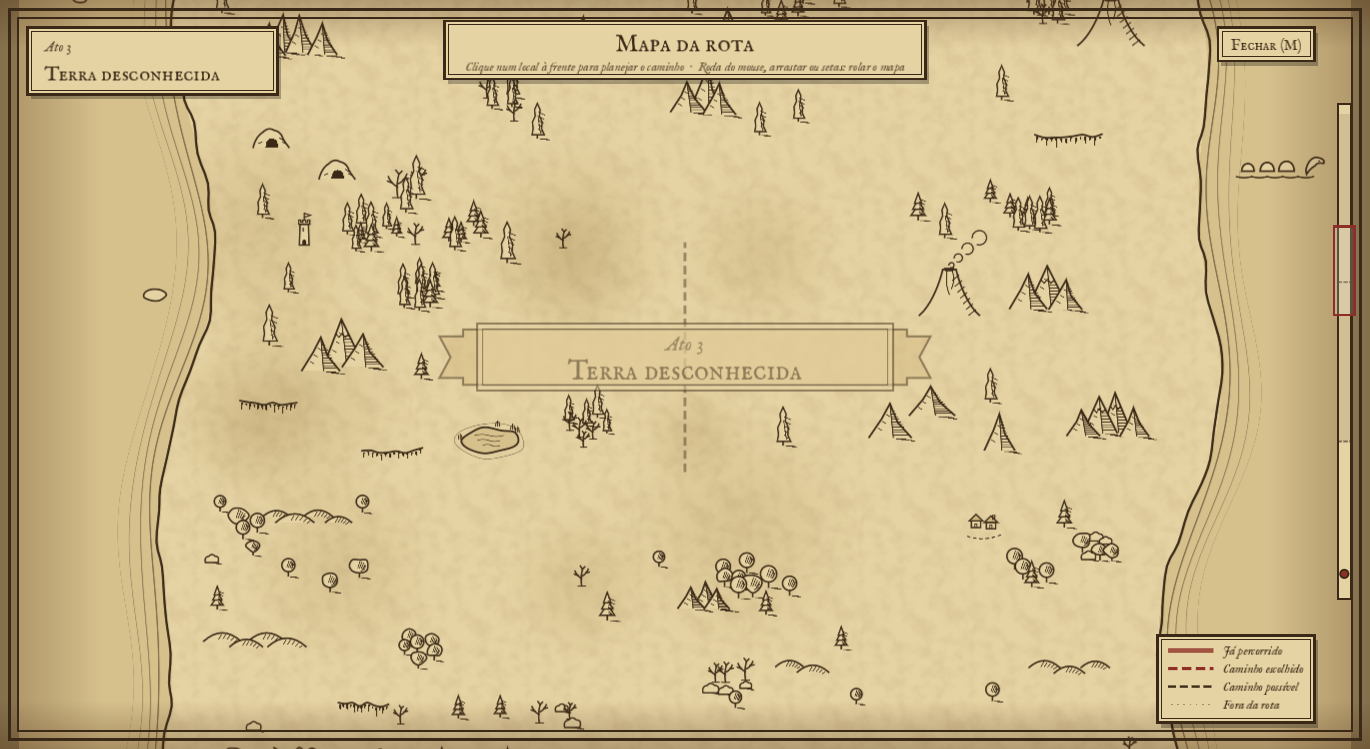 Ato 3
Terra desconhecida
Mapa da rota
Clique num local à frente para planejar o caminho · Roda do mouse, arrastar ou setas: rolar o mapa
Fechar (M)
Ato 3
Terra desconhecida
Já percorrido
Caminho escolhido
Caminho possível
Fora da rota